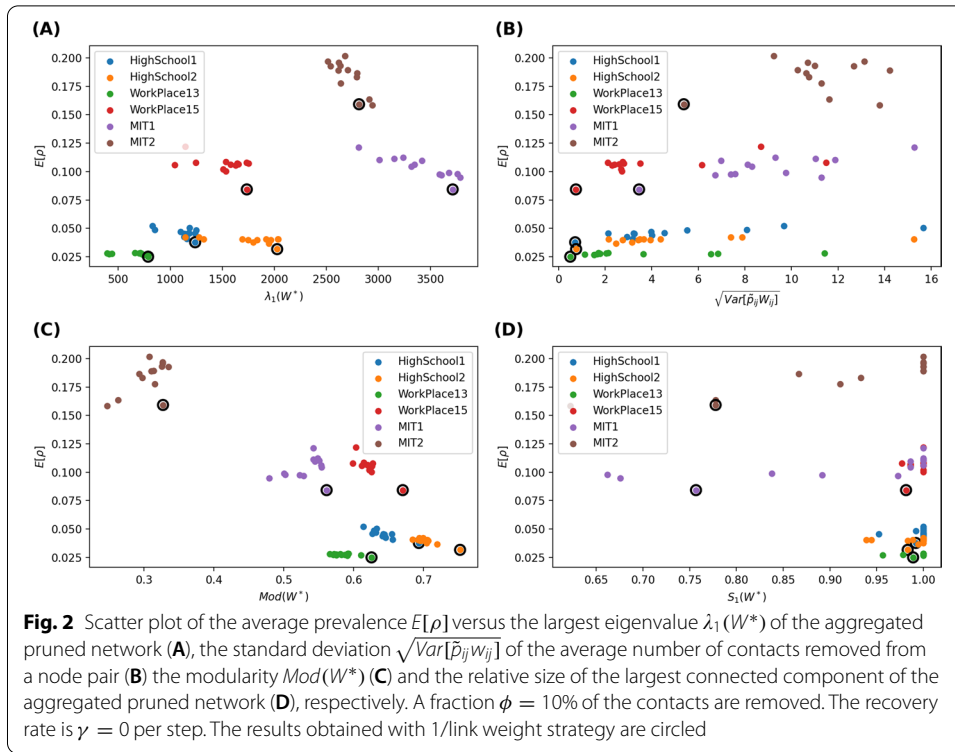 (A)
HighSchool1
HighSchool2
WorkPlace13
WorkPlace15
MIT1
MIT2
0.200
0.175
0.150
0.125
0.100
0.075
0.050
0.025
E[ρ]
500 1000 1500 2000 2500 3000 3500
λ₁(W*)
(B)
HighSchool1
HighSchool2
WorkPlace13
WorkPlace15
MIT1
MIT2
0.200
0.175
0.150
0.125
0.100
0.075
0.050
0.025
E[ρ]
0 2 4 6 8 10 12 14 16
√Var[p̃ᵢⱼWᵢⱼ]
(C)
HighSchool1
HighSchool2
WorkPlace13
WorkPlace15
MIT1
MIT2
0.200
0.175
0.150
0.125
0.100
0.075
0.050
0.025
E[ρ]
0.3 0.4 0.5 0.6 0.7
Mod(W*)
(D)
HighSchool1
HighSchool2
WorkPlace13
WorkPlace15
MIT1
MIT2
0.200
0.175
0.150
0.125
0.100
0.075
0.050
0.025
E[ρ]
0.65 0.70 0.75 0.80 0.85 0.90 0.95 1.00
S₁(W*)
Fig. 2 Scatter plot of the average prevalence E[ρ] versus the largest eigenvalue λ₁(W*) of the aggregated
pruned network (A), the standard deviation √Var[p̃ᵢⱼwᵢⱼ] of the average number of contacts removed from
a node pair (B) the modularity Mod(W*) (C) and the relative size of the largest connected component of the
aggregated pruned network (D), respectively. A fraction ϕ = 10% of the contacts are removed. The recovery
rate is γ = 0 per step. The results obtained with 1/link weight strategy are circled